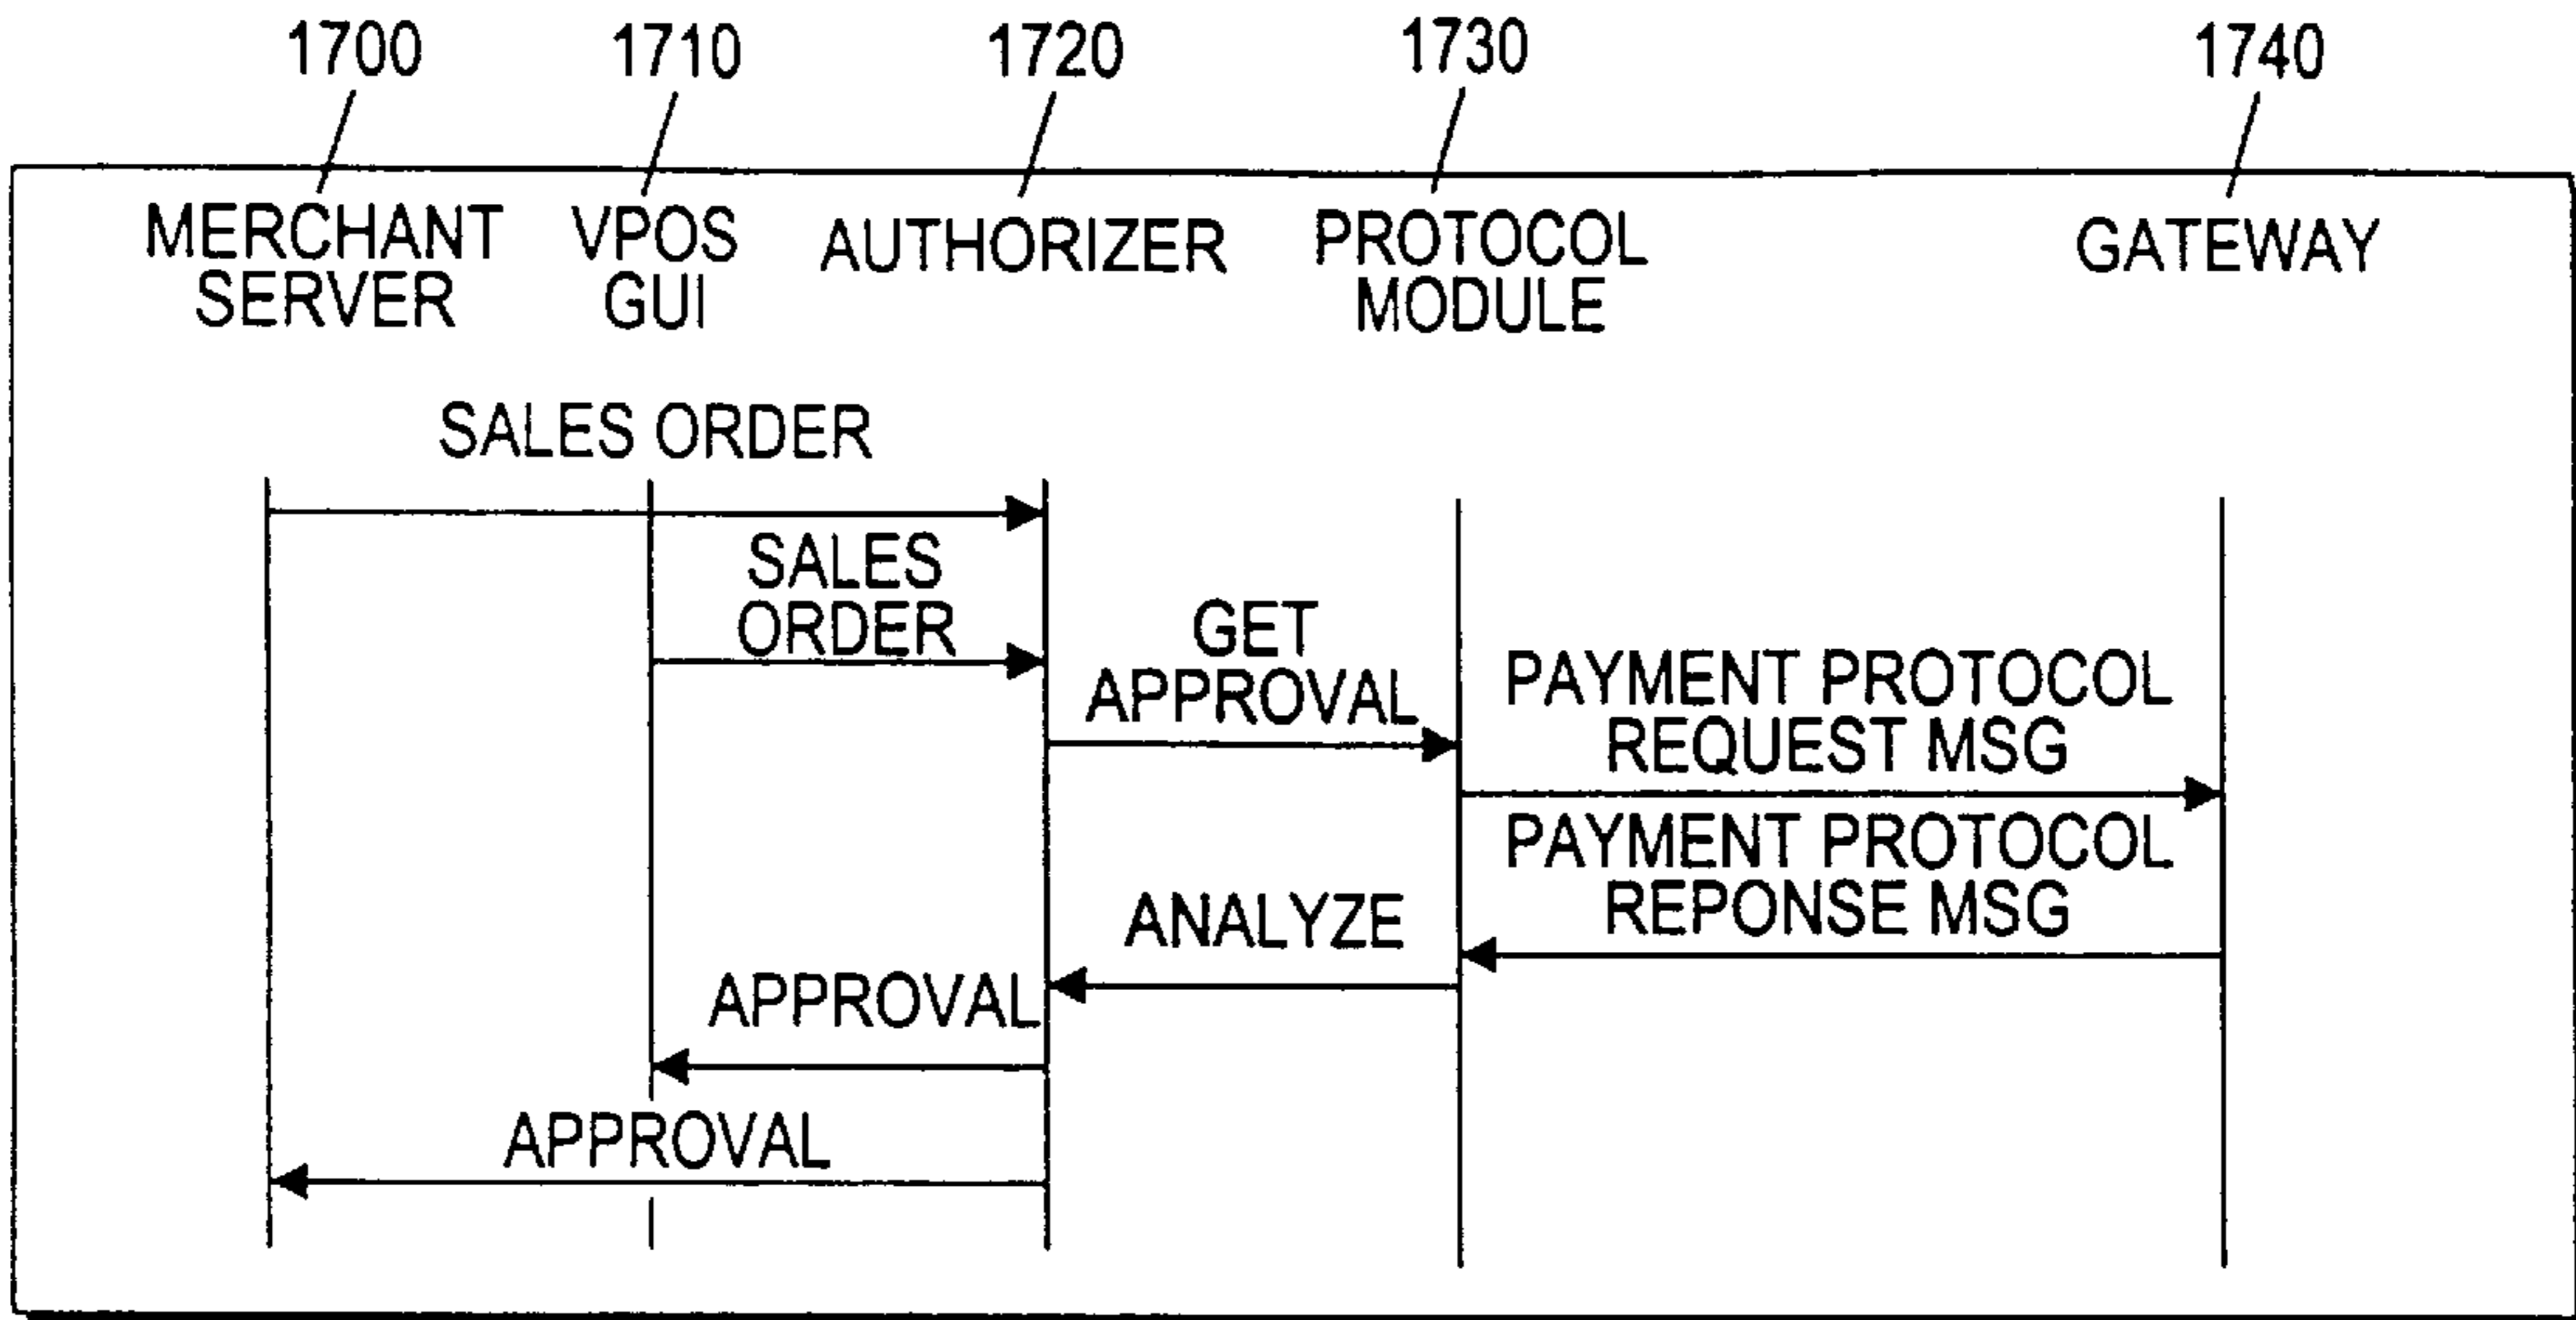 1700 1710 1720 1730 1740
MERCHANT SERVER
VPOS GUI
AUTHORIZER
PROTOCOL MODULE
GATEWAY
SALES ORDER
SALES
ORDER
GET
APPROVAL
PAYMENT PROTOCOL
REQUEST MSG
PAYMENT PROTOCOL
REPONSE MSG
ANALYZE
APPROVAL
APPROVAL